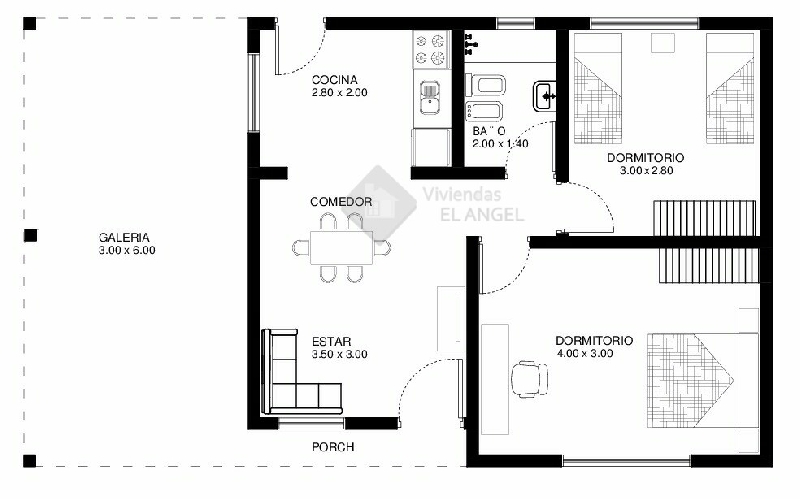 COCINA
2.80 x 2.00
BA¨O
2.00 x 1.40
DORMITORIO
3.00 x 2.80
COMEDOR
Viviendas
EL ANGEL
GALERIA
3.00 x 6.00
ESTAR
3.50 x 3.00
DORMITORIO
4.00 x 3.00
PORCH